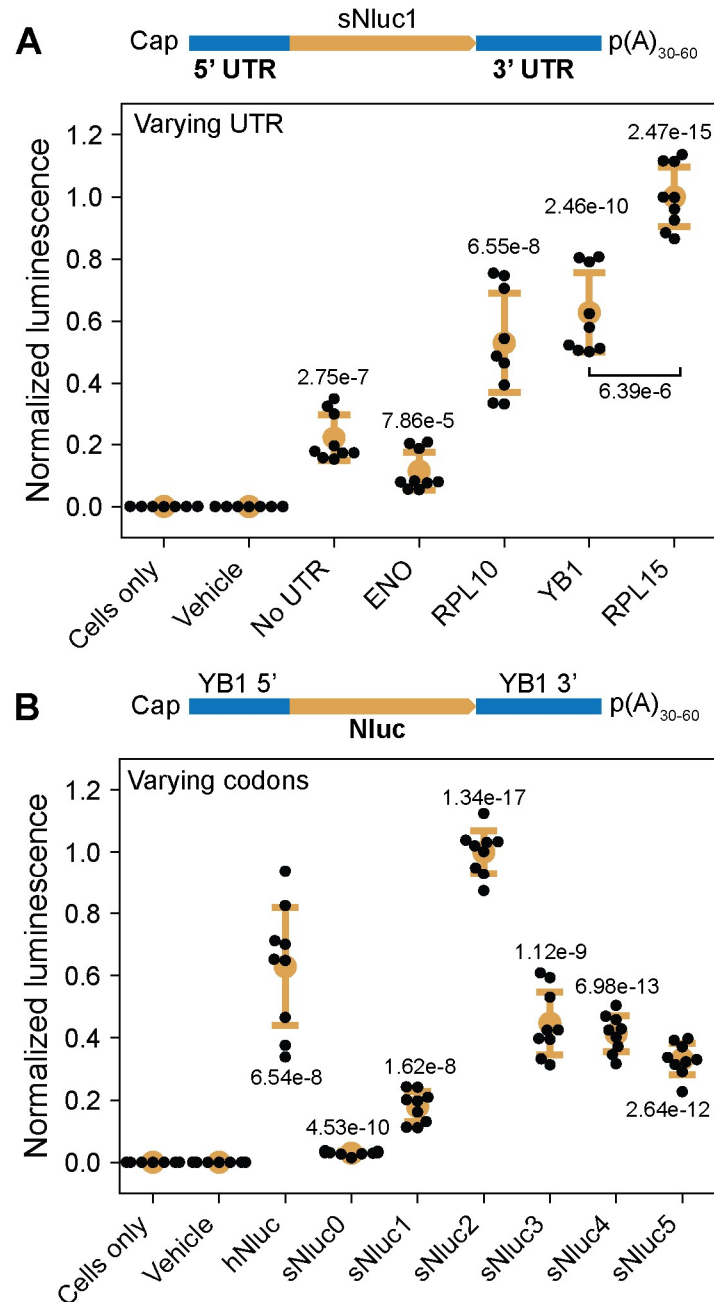 A
sNluc1
Cap
p(A)30-60
5’ UTR
3’ UTR
Varying UTR
Normalized luminescence
1.2
1.0
0.8
0.6
0.4
0.2
0.0
2.75e-7
7.86e-5
6.55e-8
2.46e-10
2.47e-15
6.39e-6
Cells only
Vehicle
No UTR
ENO
RPL10
YB1
RPL15
B
YB1 5’
YB1 3’
Cap
p(A)30-60
Nluc
Varying codons
Normalized luminescence
1.2
1.0
0.8
0.6
0.4
0.2
0.0
6.54e-8
4.53e-10
1.62e-8
1.34e-17
1.12e-9
6.98e-13
2.64e-12
Cells only
Vehicle
hNluc
sNluc0
sNluc1
sNluc2
sNluc3
sNluc4
sNluc5